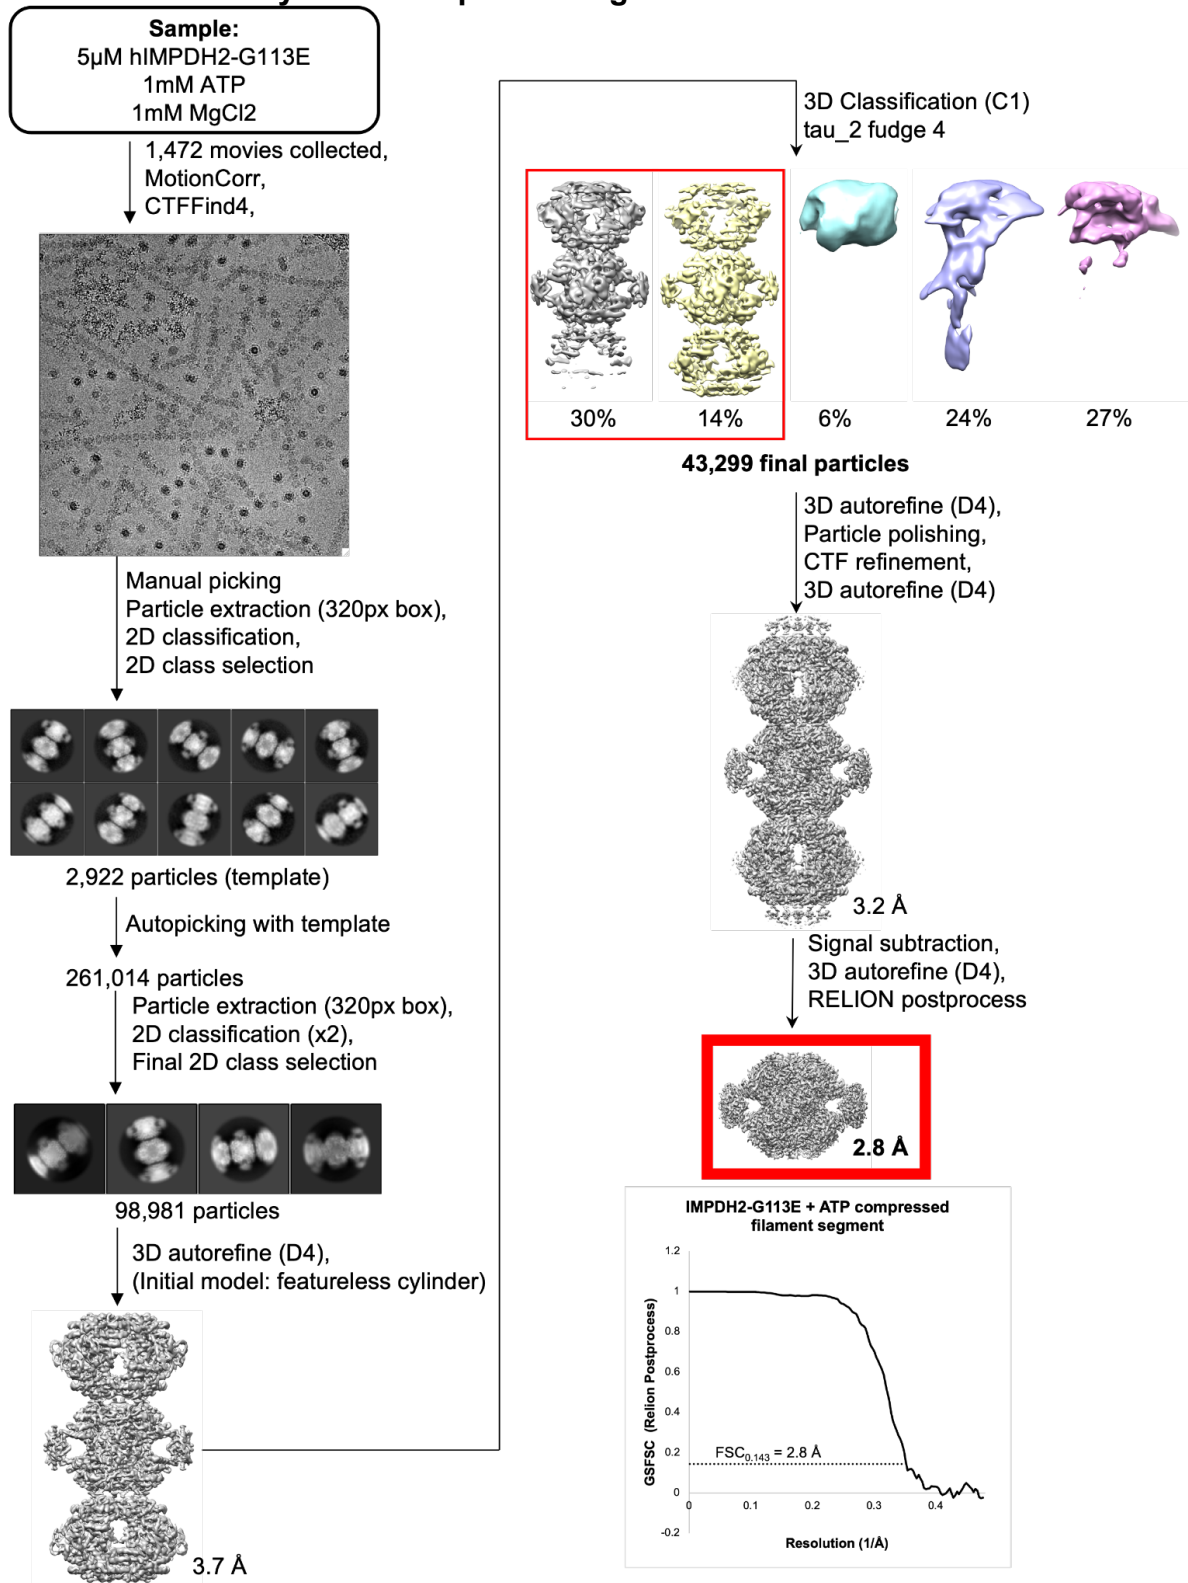 Sample:
5µM hIMPDH2-G113E
1mM ATP
1mM MgCl2
1,472 movies collected,
MotionCorr,
CTFFind4,
Manual picking
Particle extraction (320px box),
2D classification,
2D class selection
2,922 particles (template)
Autopicking with template
261,014 particles
Particle extraction (320px box),
2D classification (x2),
Final 2D class selection
98,981 particles
3D autorefine (D4),
(Initial model: featureless cylinder)
3.7 Å
3D Classification (C1)
tau_2 fudge 4
30% 14% 6% 24% 27%
43,299 final particles
3D autorefine (D4),
Particle polishing,
CTF refinement,
3D autorefine (D4)
3.2 Å
Signal subtraction,
3D autorefine (D4),
RELION postprocess
2.8 Å
IMPDH2-G113E + ATP compressed
filament segment
GSFSC (Relion Postprocess)
1.2
1
0.8
0.6
0.4
0.2
0
-0.2
FSC0.143 = 2.8 Å
0 0.1 0.2 0.3 0.4
Resolution (1/Å)